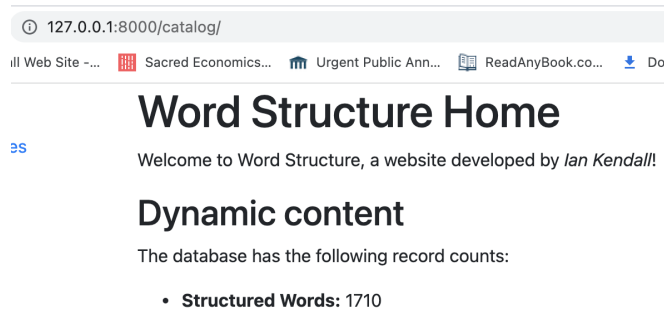 127.0.0.1:8000/catalog/
ll Web Site -... Sacred Economics... Urgent Public Ann... ReadAnyBook.co... Do
Word Structure Home
es
Welcome to Word Structure, a website developed by Ian Kendall!
Dynamic content
The database has the following record counts:
• Structured Words: 1710